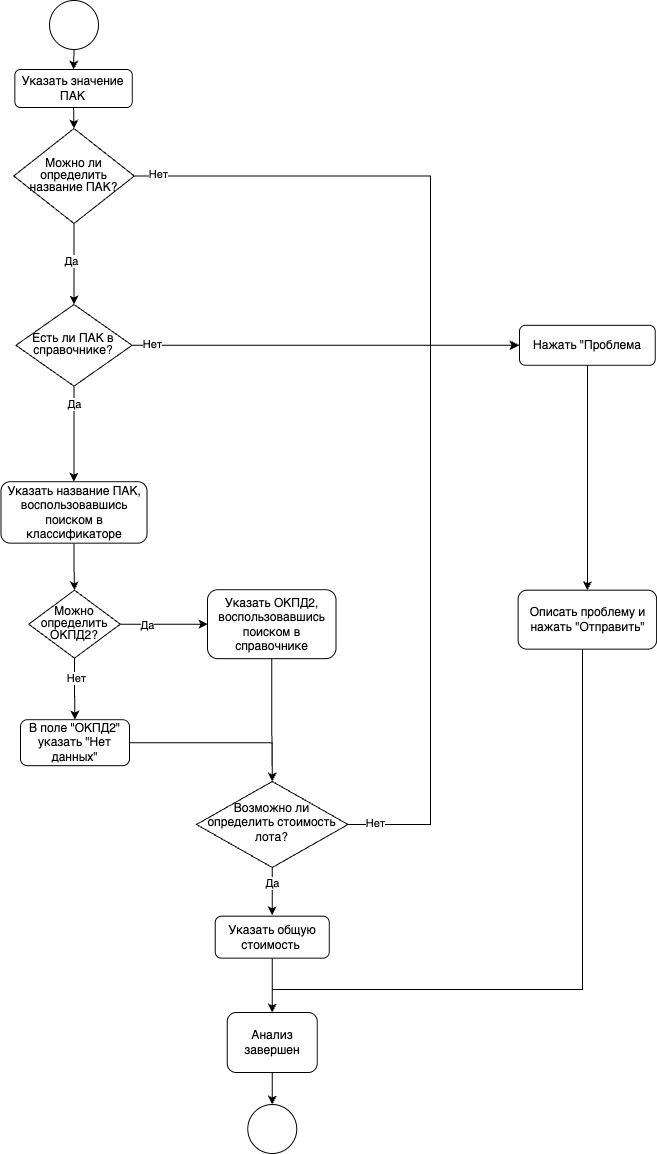 Указать значение
ПАК
Можно ли
определить
название ПАК?
Нет
Да
Есть ли ПАК в
справочнике?
Нет
Нажать "Проблема
Да
Указать название ПАК,
воспользовавшись
поиском в
классификаторе
Можно
определить
ОКПД2?
Да
Указать ОКПД2,
воспользовавшись
поиском в
справочнике
Описать проблему и
нажать "Отправить"
Нет
В поле "ОКПД2"
указать "Нет
данных"
Возможно ли
определить стоимость
лота?
Нет
Да
Указать общую
стоимость
Анализ
завершен